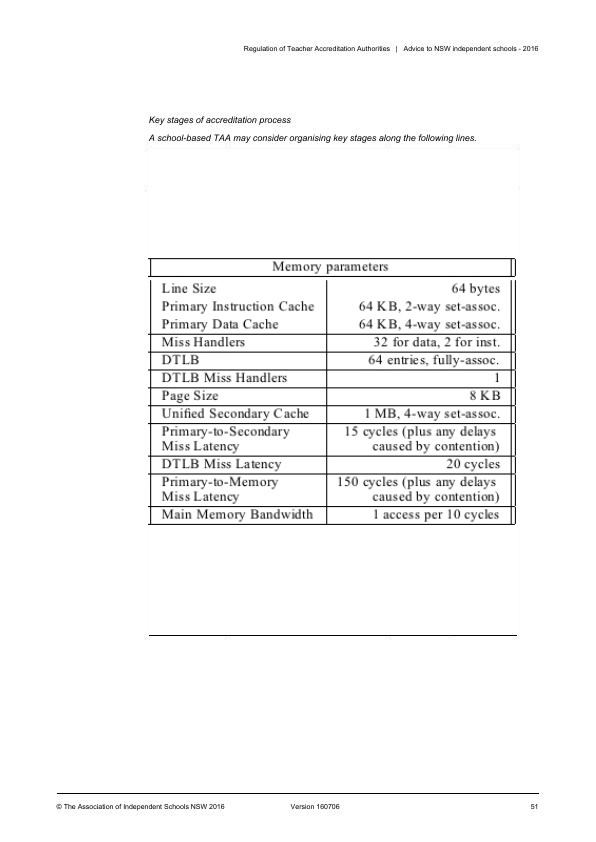 Regulation of Teacher Accreditation Authorities | Advice to NSW independent schools - 2016
Key stages of accreditation process
A school-based TAA may consider organising key stages along the following lines.
Memory parameters
Line Size 64 bytes
Primary Instruction Cache 64 KB, 2-way set-assoc.
Primary Data Cache 64 KB, 4-way set-assoc.
Miss Handlers 32 for data, 2 for inst.
DTLB 64 entries, fully-assoc.
DTLB Miss Handlers 1
Page Size 8 KB
Unified Secondary Cache 1 MB, 4-way set-assoc.
Primary-to-Secondary 15 cycles (plus any delays
Miss Latency caused by contention)
DTLB Miss Latency 20 cycles
Primary-to-Memory 150 cycles (plus any delays
Miss Latency caused by contention)
Main Memory Bandwidth 1 access per 10 cycles
© The Association of Independent Schools NSW 2016 Version 160706 51